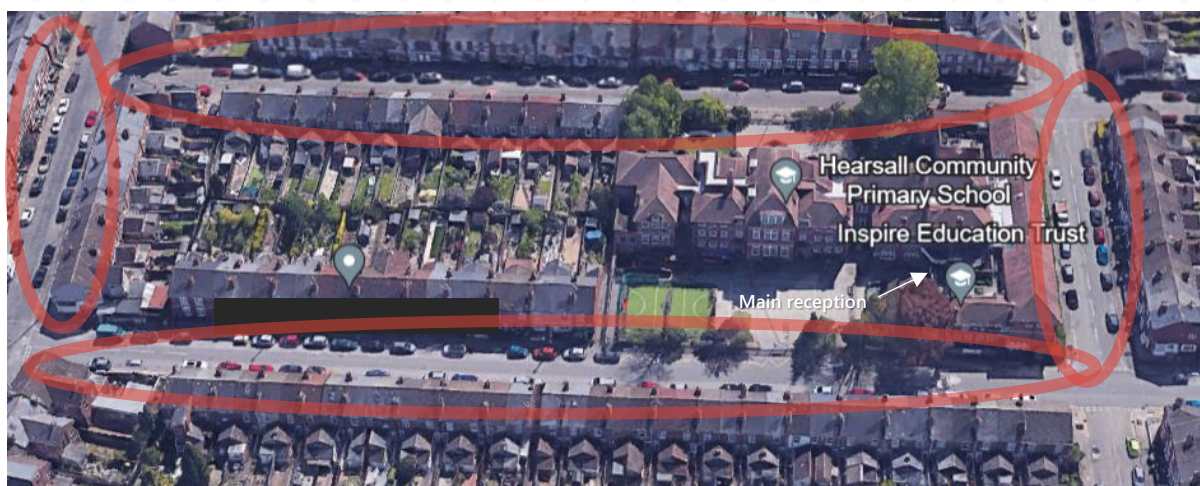 Hearsall Community
Primary School
Inspire Education Trust
Main reception